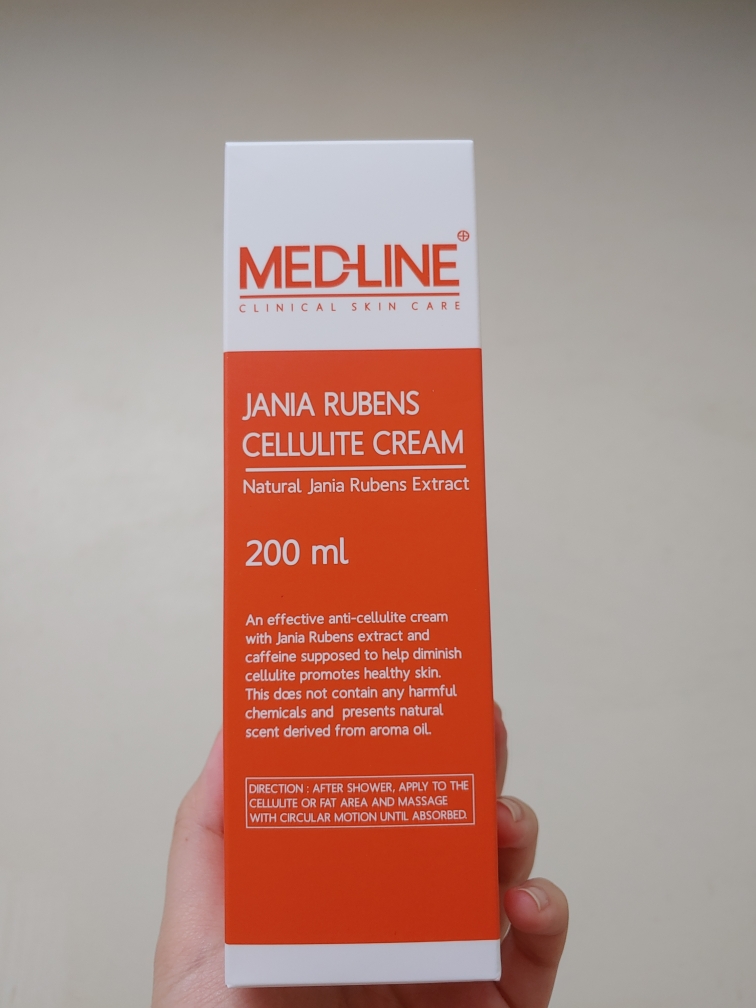 MED-LINE
CLINICAL SKIN CARE
JANIA RUBENS
CELLULITE CREAM
Natural Jania Rubens Extract
200 ml
An effective anti-cellulite cream
with Jania Rubens extract and
caffeine supposed to help diminish
cellulite promotes healthy skin.
This dœs not contain any harmful
chemicals and  presents natural
scent derived from aroma oil.
DIRECTION : AFTER SHOWER, APPLY TO THE
CELLULITE OR FAT AREA AND MASSAGE
WITH CIRCULAR MOTION UNTIL ABSORBED.